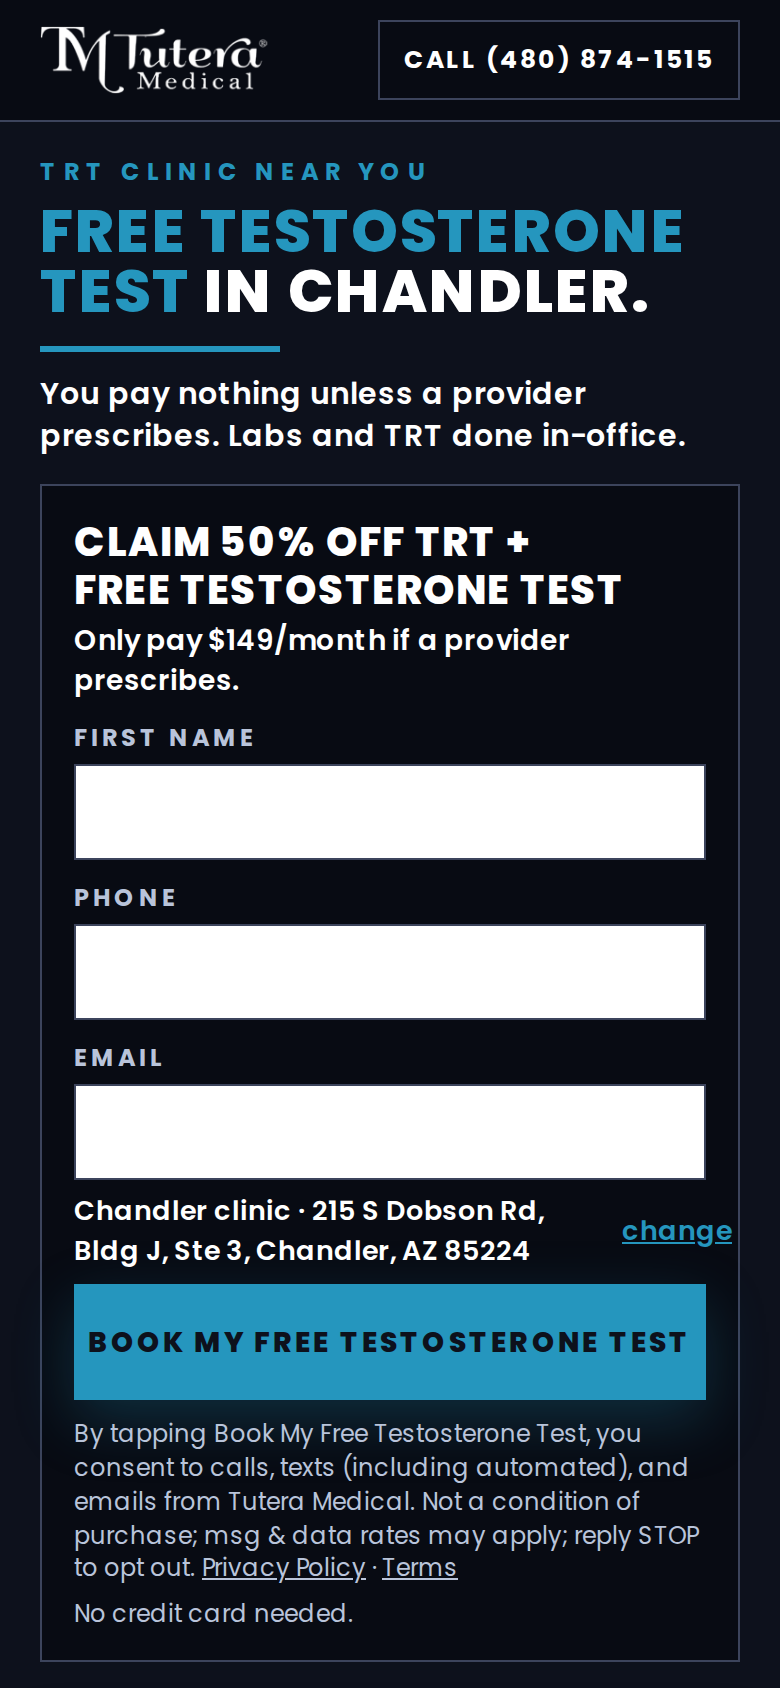 TM Tutera®
Medical
CALL (480) 874-1515
TRT CLINIC NEAR YOU
FREE TESTOSTERONE
TEST IN CHANDLER.
You pay nothing unless a provider
prescribes. Labs and TRT done in-office.
CLAIM 50% OFF TRT +
FREE TESTOSTERONE TEST
Only pay $149/month if a provider
prescribes.
FIRST NAME
PHONE
EMAIL
Chandler clinic · 215 S Dobson Rd,
Bldg J, Ste 3, Chandler, AZ 85224
change
BOOK MY FREE TESTOSTERONE TEST
By tapping Book My Free Testosterone Test, you
consent to calls, texts (including automated), and
emails from Tutera Medical. Not a condition of
purchase; msg & data rates may apply; reply STOP
to opt out. Privacy Policy · Terms
No credit card needed.